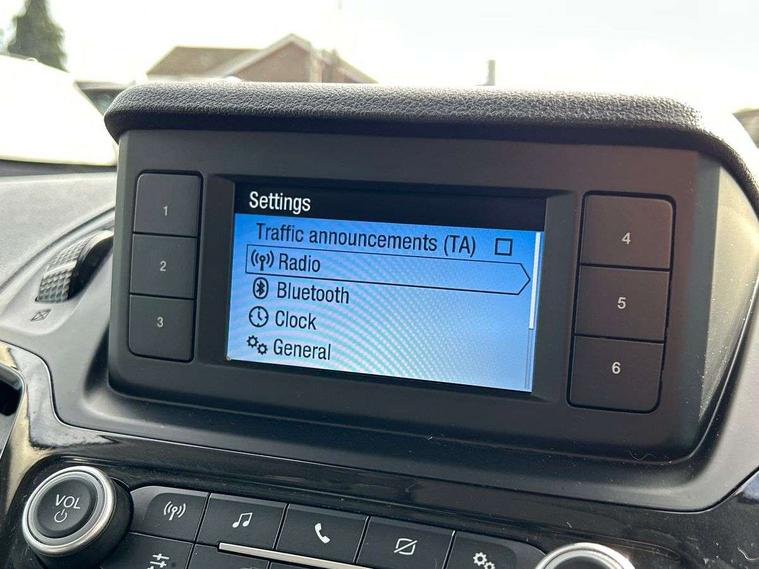 Settings
Traffic announcements (TA)
Radio
Bluetooth
Clock
General
1
2
3
4
5
6
VOL